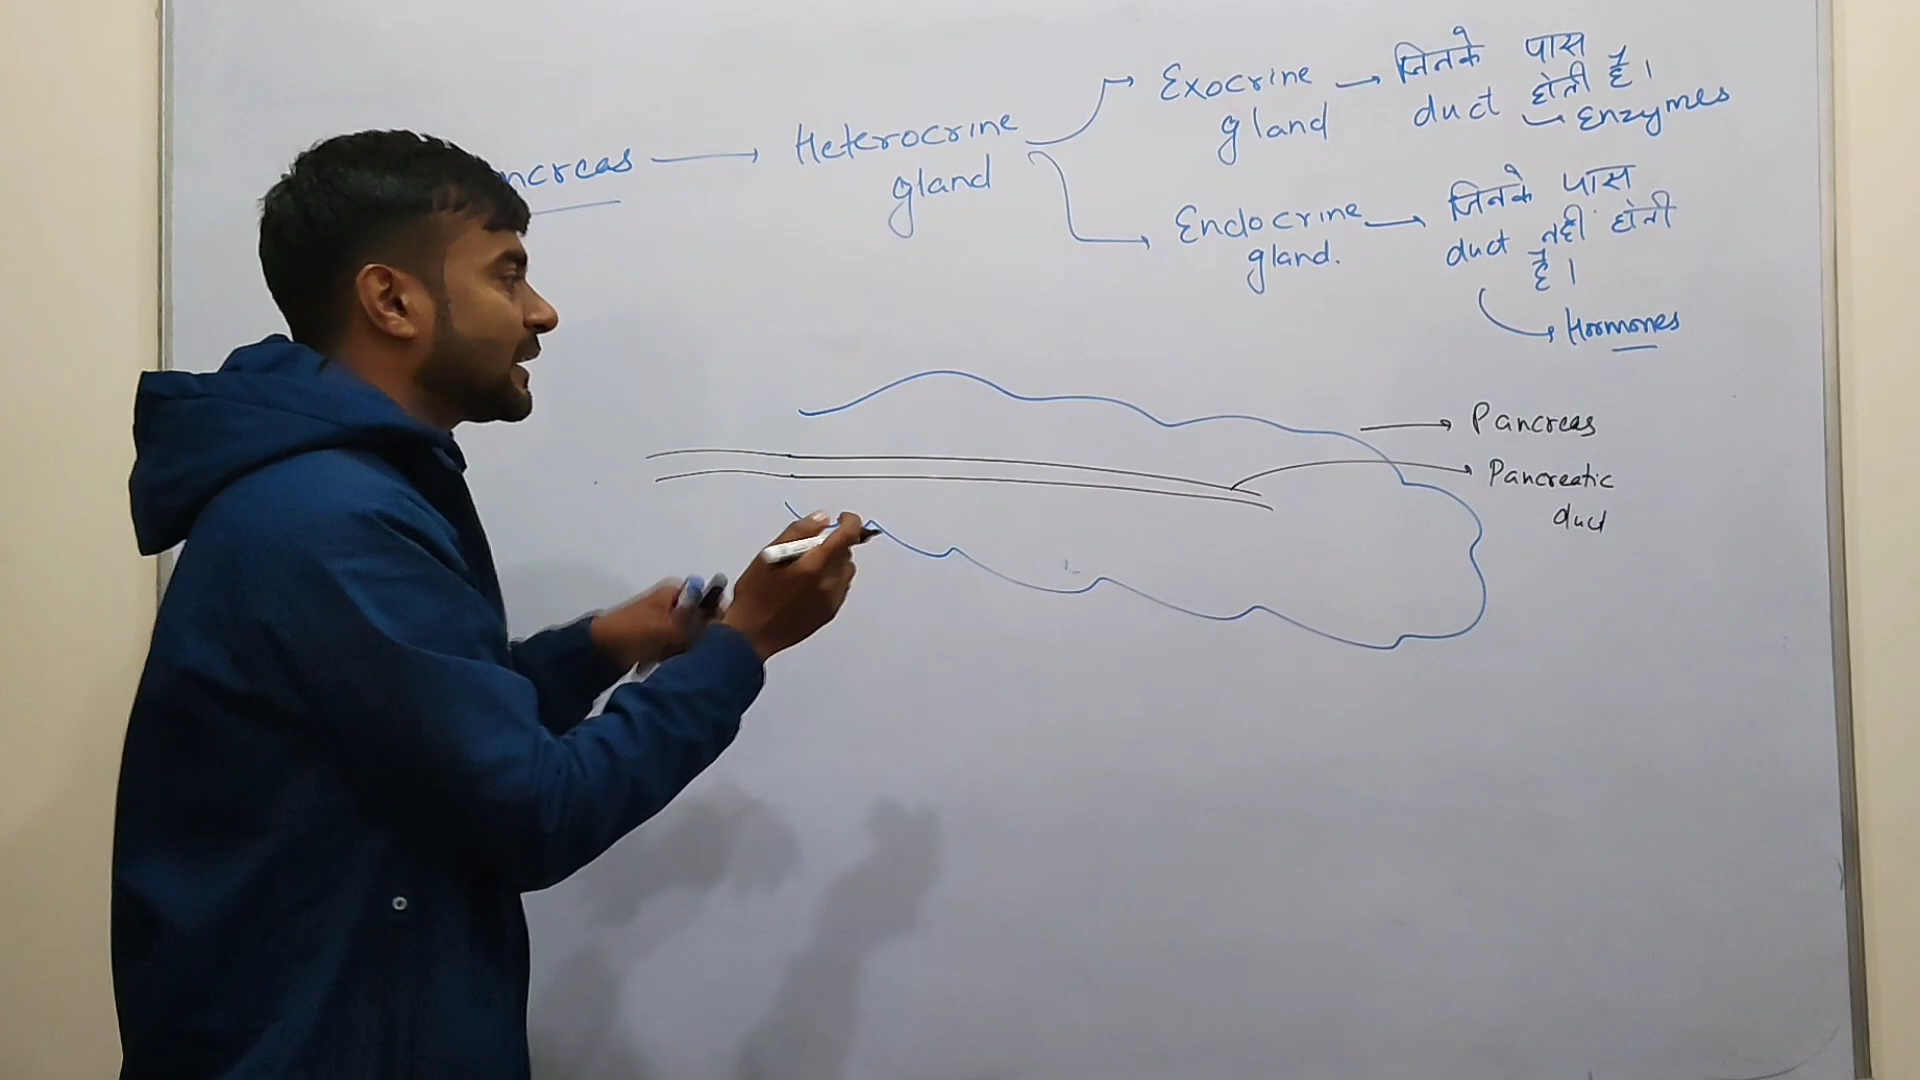 ncreas → Heterocrine
gland
→ Exocrine
gland
→ जिनके पास
duct होती है।
→ Enzymes
→ Endocrine
gland.
→ जिनके पास
duct नही होती
है।
→ Hormones
→ Pancreas
→ Pancreatic
duct